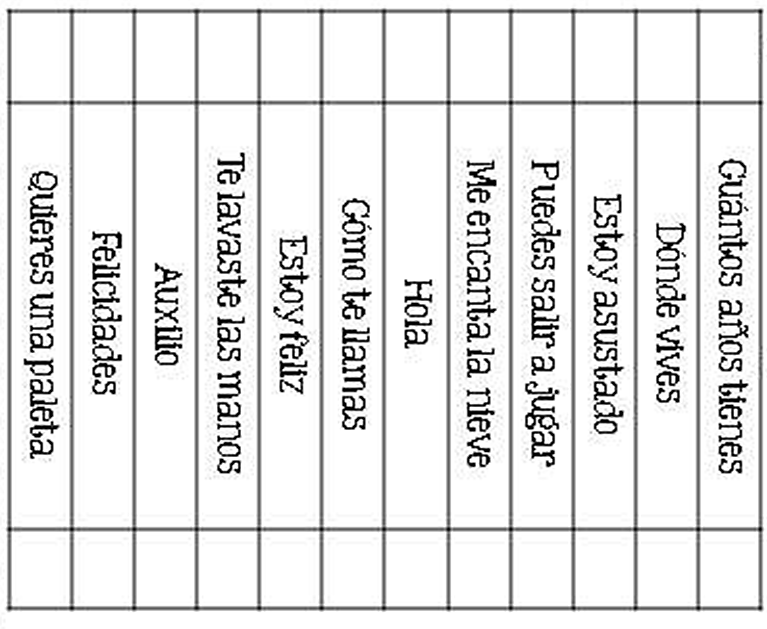 Cuántos años tienes
Dónde vives
Estoy asustado
Puedes salir a jugar
Me encanta la nieve
Hola
Cómo te llamas
Estoy feliz
Te lavaste las manos
Auxilio
Felicidades
Quieres una paleta